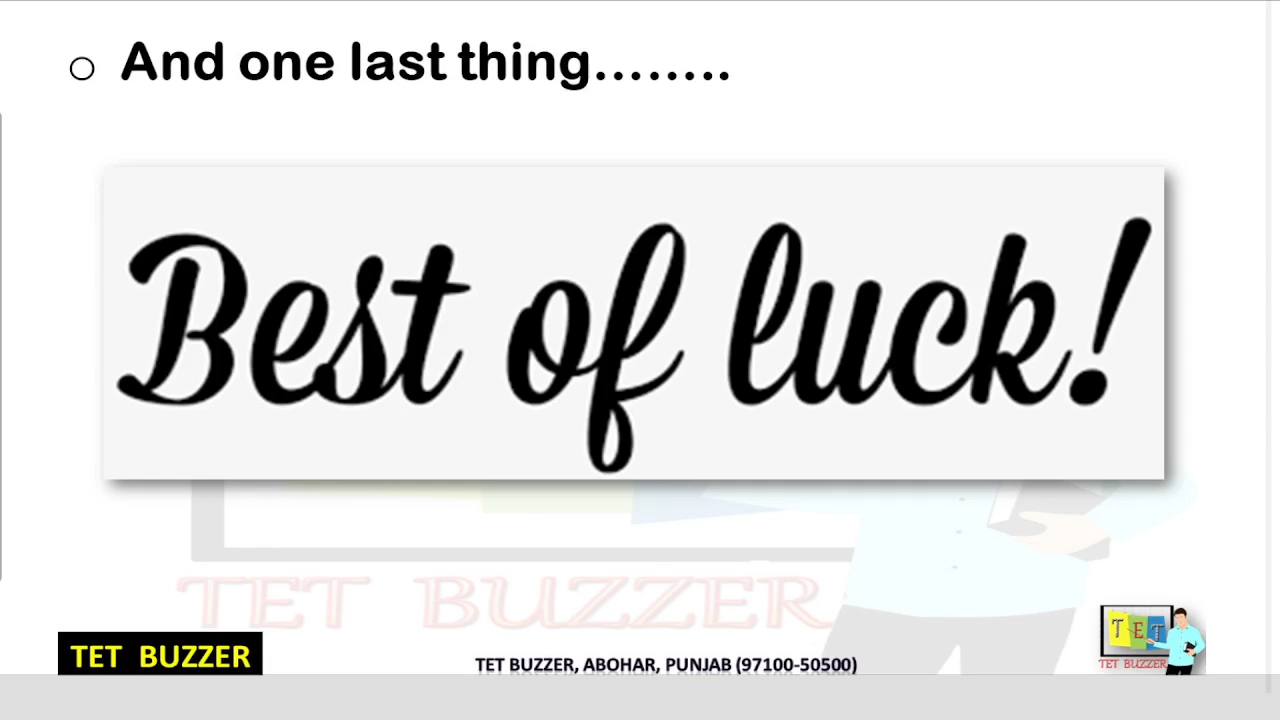 o And one last thing........
Best of luck!
TET BUZZER
TET BUZZER
TET BUZZER, ABOHAR, PUNJAB (97100-50500)
TET
TET BUZZER